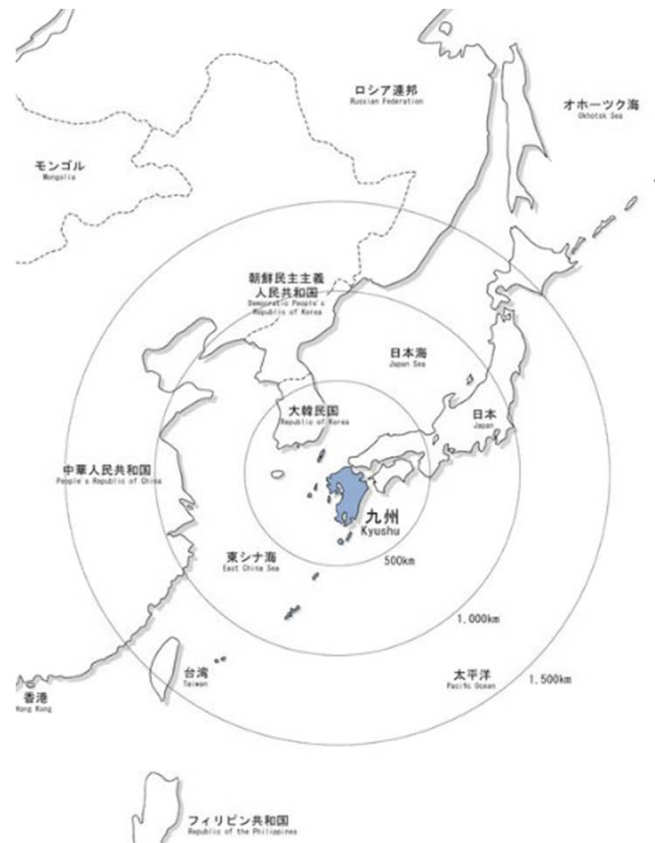 ロシア連邦
Russian Federation
オホーツク海
Okhotsk Sea
モンゴル
Mongolia
朝鮮民主主義
人民共和国
Democratic People's
Republic of Korea
日本海
Japan Sea
大韓民国
Republic of Korea
日本
Japan
中華人民共和国
People's Republic of China
九州
Kyushu
東シナ海
East China Sea
500km
1.000km
台湾
Taiwan
太平洋
Pacific Ocean
1.500km
香港
Hong Kong
フィリピン共和国
Republic of the Philippines